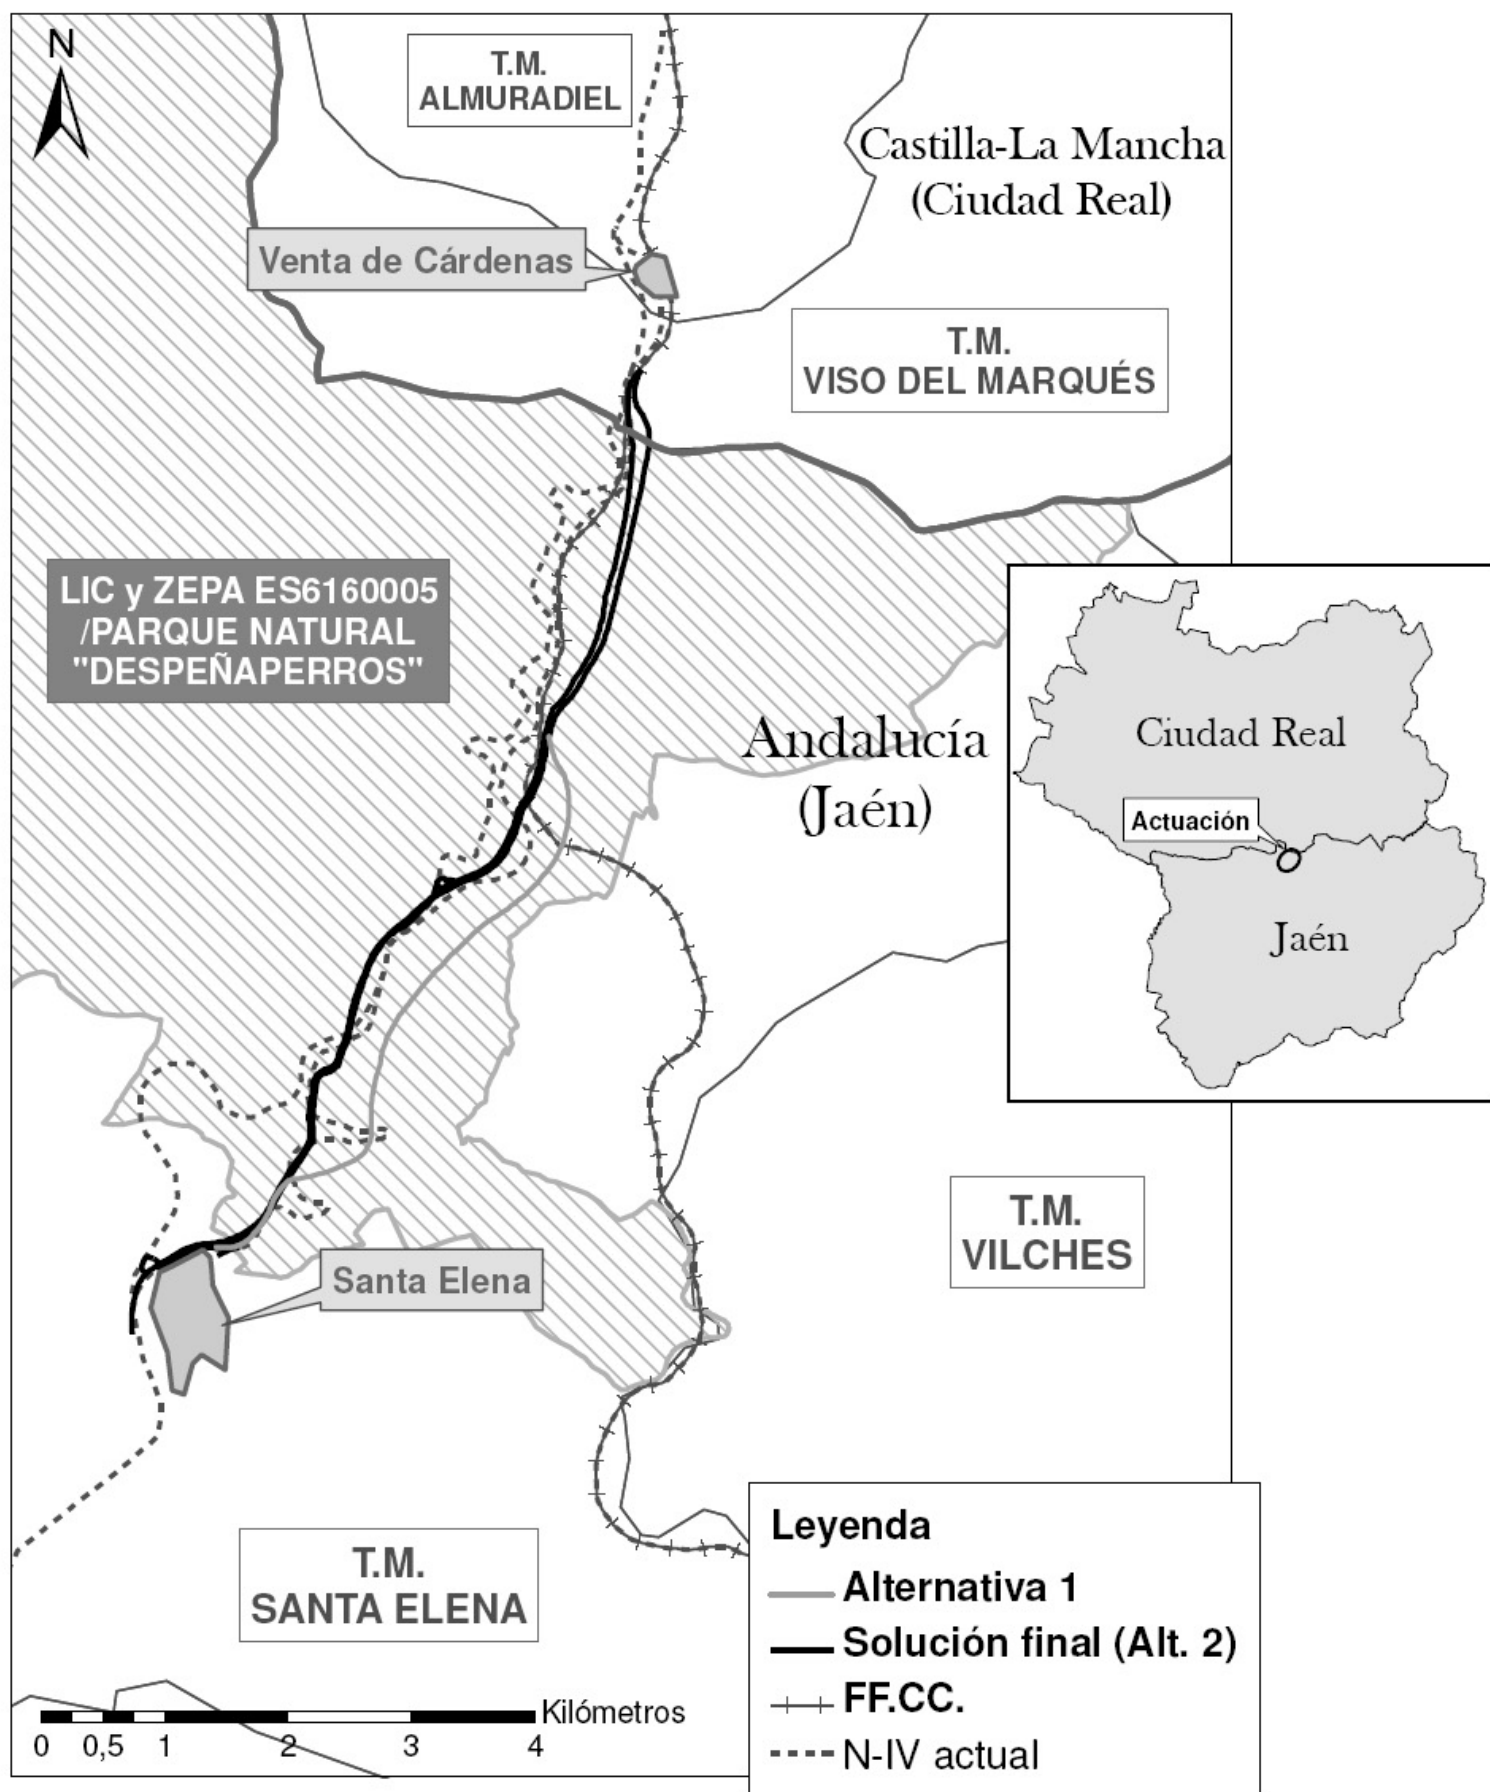 N
T.M.
ALMURADIEL
Castilla-La Mancha
(Ciudad Real)
Venta de Cárdenas
T.M.
VISO DEL MARQUÉS
LIC y ZEPA ES6160005
/PARQUE NATURAL
"DESPEÑAPERROS"
Andalucía
(Jaén)
Ciudad Real
Actuación
Jaén
T.M.
VILCHES
Santa Elena
T.M.
SANTA ELENA
Leyenda
Alternativa 1
Solución final (Alt. 2)
FF.CC.
N-IV actual
Kilómetros
0 0,5 1 2 3 4